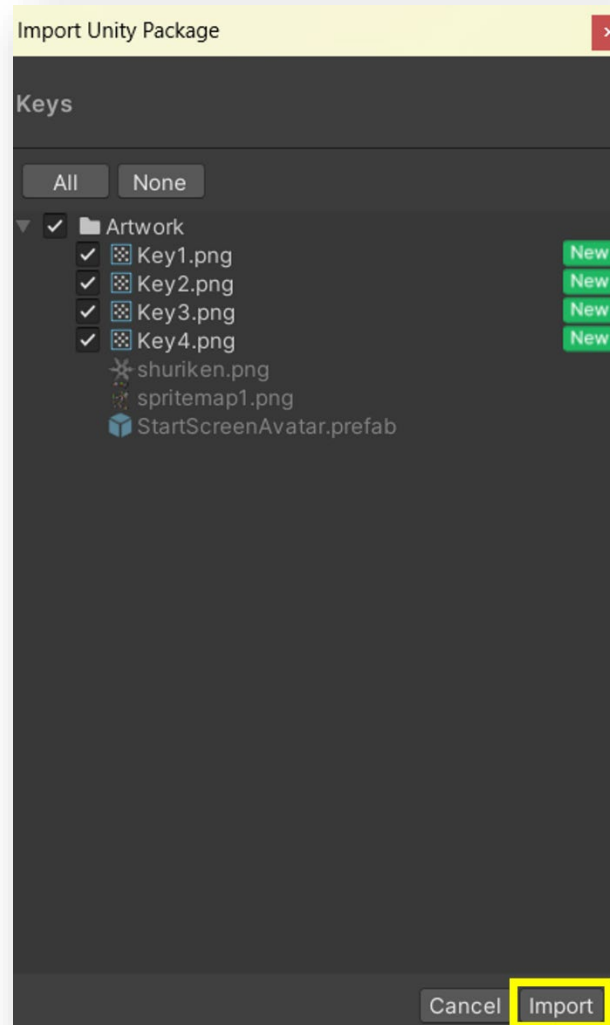 Import Unity Package
Keys
All None
Artwork
Key1.png New
Key2.png New
Key3.png New
Key4.png New
shuriken.png
spritemap1.png
StartScreenAvatar.prefab
Cancel Import